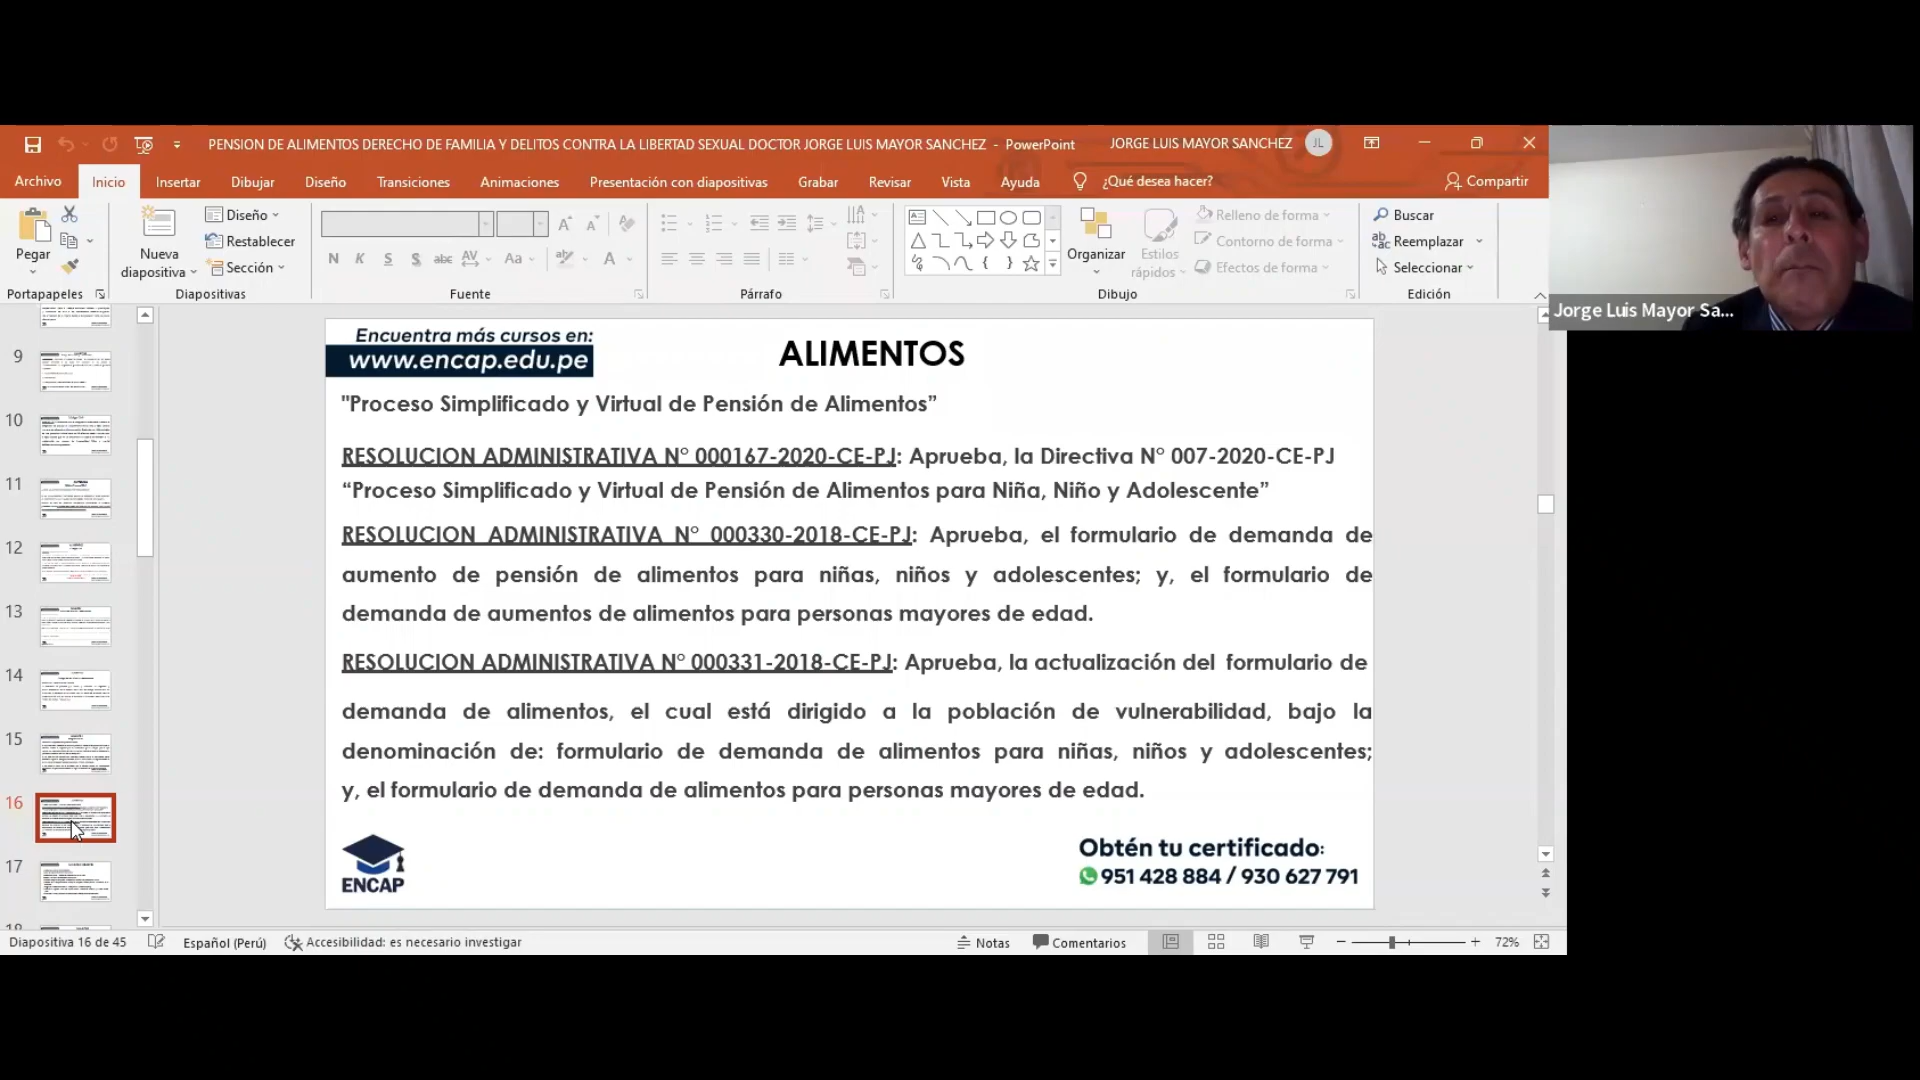 PENSION DE ALIMENTOS DERECHO DE FAMILIA Y DELITOS CONTRA LA LIBERTAD SEXUAL DOCTOR JORGE LUIS MAYOR SANCHEZ - PowerPoint
JORGE LUIS MAYOR SANCHEZ
JL
Archivo
Inicio
Insertar
Dibujar
Diseño
Transiciones
Animaciones
Presentación con diapositivas
Grabar
Revisar
Vista
Ayuda
¿Qué desea hacer?
Compartir
Pegar
Portapapeles
Nueva
diapositiva
Diseño
Restablecer
Sección
Diapositivas
N K S S abc AV Aa A
Fuente
Párrafo
Organizar
Estilos
rápidos
Relleno de forma
Contorno de forma
Efectos de forma
Dibujo
Buscar
Reemplazar
Seleccionar
Edición
Jorge Luis Mayor Sa...
9
10
11
12
13
14
15
16
17
18
Encuentra más cursos en:
www.encap.edu.pe
ALIMENTOS
"Proceso Simplificado y Virtual de Pensión de Alimentos”
RESOLUCION ADMINISTRATIVA N° 000167-2020-CE-PJ: Aprueba, la Directiva N° 007-2020-CE-PJ
“Proceso Simplificado y Virtual de Pensión de Alimentos para Niña, Niño y Adolescente”
RESOLUCION ADMINISTRATIVA N° 000330-2018-CE-PJ: Aprueba, el formulario de demanda de
aumento de pensión de alimentos para niñas, niños y adolescentes; y, el formulario de
demanda de aumentos de alimentos para personas mayores de edad.
RESOLUCION ADMINISTRATIVA N° 000331-2018-CE-PJ: Aprueba, la actualización del formulario de
demanda de alimentos, el cual está dirigido a la población de vulnerabilidad, bajo la
denominación de: formulario de demanda de alimentos para niñas, niños y adolescentes;
y, el formulario de demanda de alimentos para personas mayores de edad.
ENCAP
Obtén tu certificado:
951 428 884 / 930 627 791
Diapositiva 16 de 45
Español (Perú)
Accesibilidad: es necesario investigar
Notas
Comentarios
72%